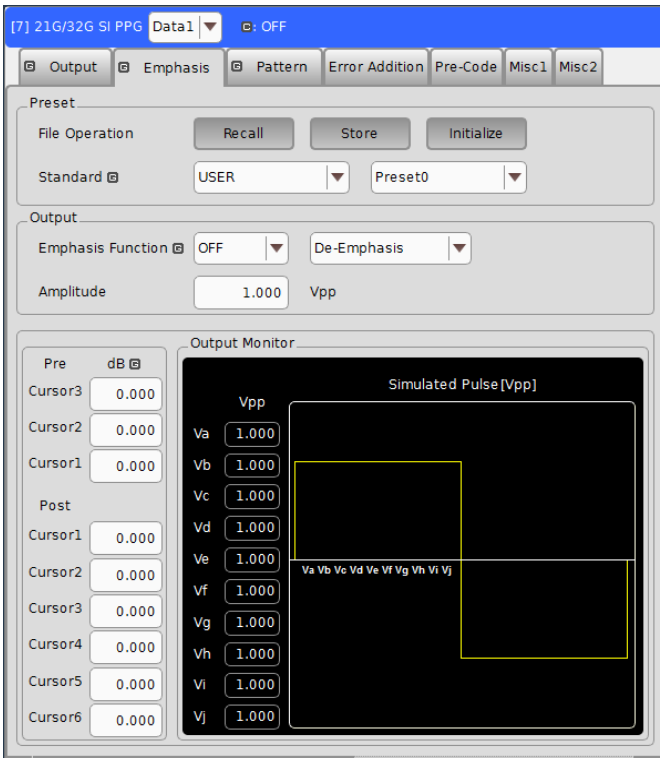 [7] 21G/32G SI PPG Data1 C: OFF
G Output G Emphasis G Pattern Error Addition Pre-Code Misc1 Misc2
Preset
File Operation Recall Store Initialize
Standard G USER Preset0
Output
Emphasis Function G OFF De-Emphasis
Amplitude 1.000 Vpp
Pre dB G
Cursor3 0.000
Cursor2 0.000
Cursor1 0.000
Post
Cursor1 0.000
Cursor2 0.000
Cursor3 0.000
Cursor4 0.000
Cursor5 0.000
Cursor6 0.000
Output Monitor
Simulated Pulse[Vpp]
Vpp
Va 1.000
Vb 1.000
Vc 1.000
Vd 1.000
Ve 1.000
Vf 1.000
Vg 1.000
Vh 1.000
Vi 1.000
Vj 1.000
Va Vb Vc Vd Ve Vf Vg Vh Vi Vj